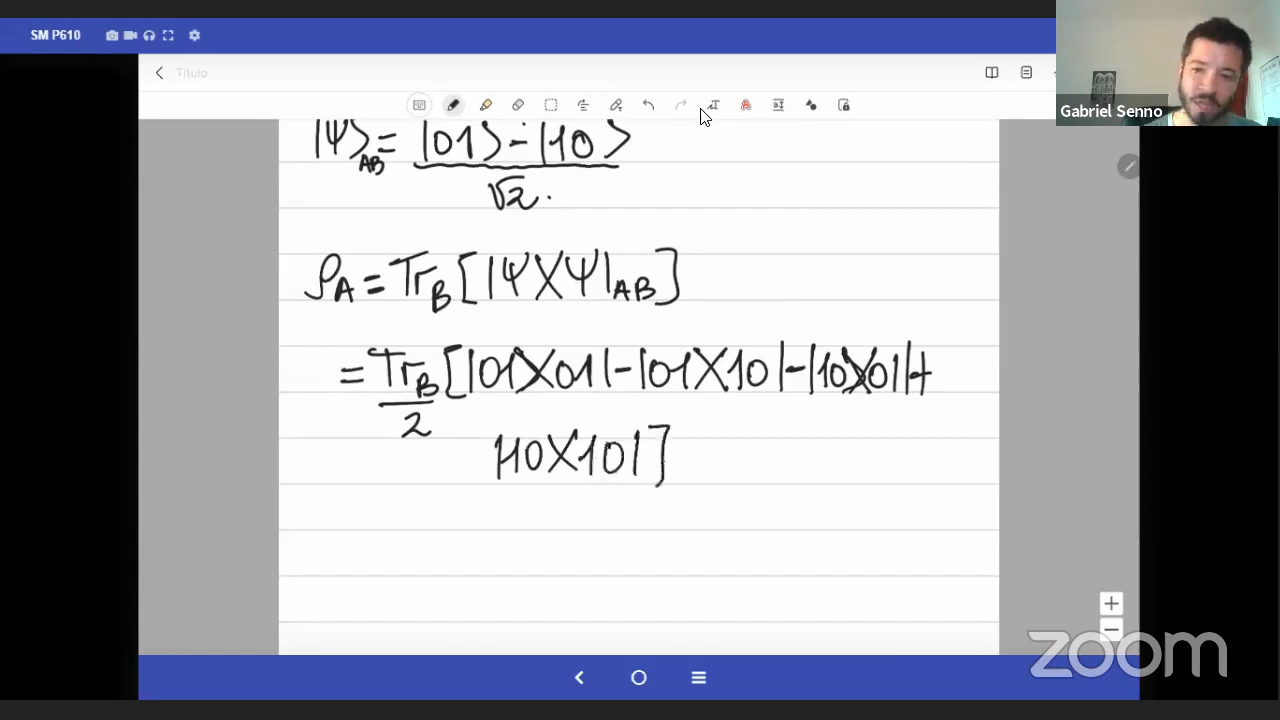 SM P610
Título
Gabriel Senno
|Ψ⟩_AB = |01⟩ - |10⟩
√2.
ρ_A = Tr_B [|Ψ⟩⟨Ψ|_AB]
= Tr_B/2 [|01⟩⟨01| - |01⟩⟨10| - |10⟩⟨01| +
|10⟩⟨10|]
zoom